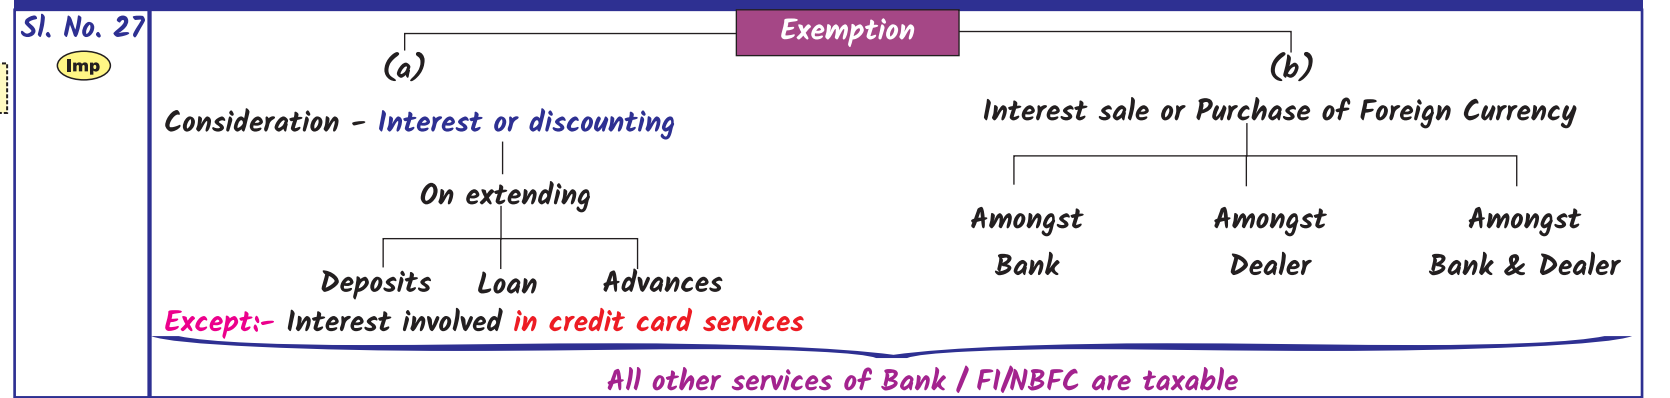 Sl. No. 27
Imp
Exemption
(a)
(b)
Consideration - Interest or discounting
Interest sale or Purchase of Foreign Currency
On extending
Deposits Loan Advances
Amongst Bank
Amongst Dealer
Amongst Bank & Dealer
Except:- Interest involved in credit card services
All other services of Bank / FI/NBFC are taxable